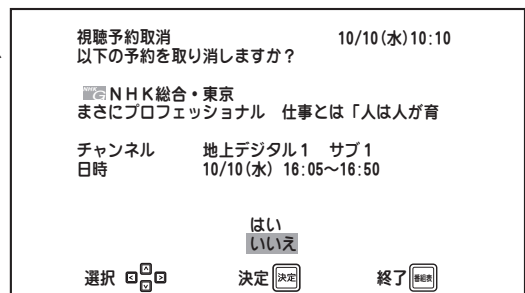 視聴予約取消 10/10(水)10:10
以下の予約を取り消しますか？
NHK G NHK総合・東京
まさにプロフェッショナル 仕事とは「人は人が育
チャンネル 地上デジタル1 サブ1
日時 10/10(水) 16:05～16:50
はい
いいえ
選択 決定 決定 終了 番組表